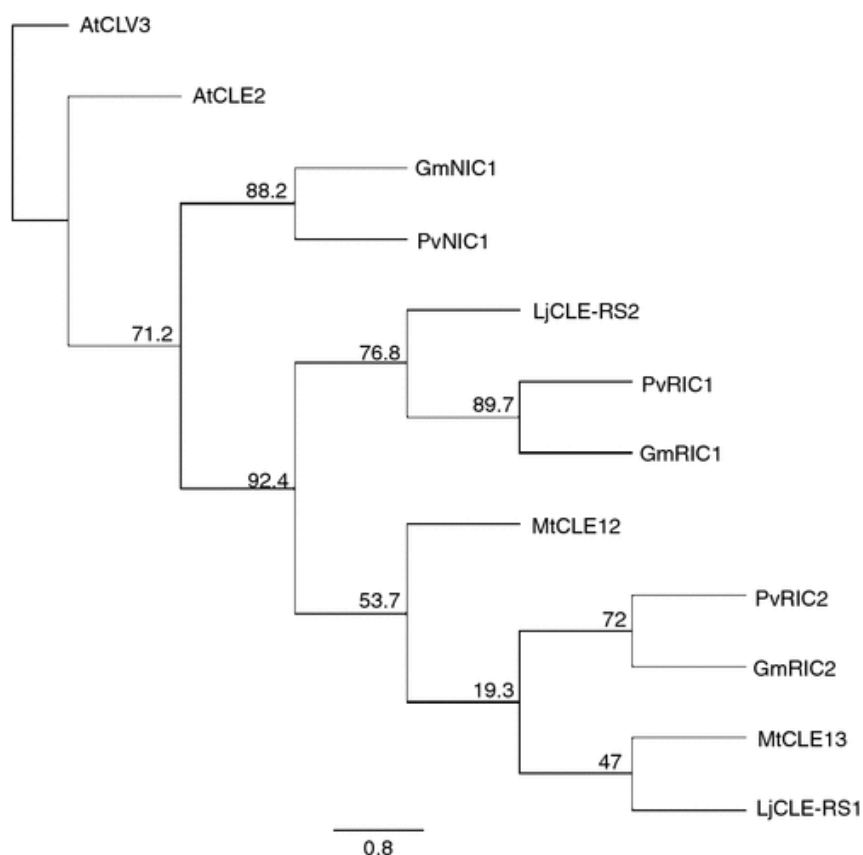 AtCLV3
AtCLE2
GmNIC1
88.2
PvNIC1
LjCLE-RS2
71.2
76.8
PvRIC1
89.7
GmRIC1
92.4
MtCLE12
53.7
PvRIC2
72
GmRIC2
19.3
MtCLE13
47
LjCLE-RS1
0.8